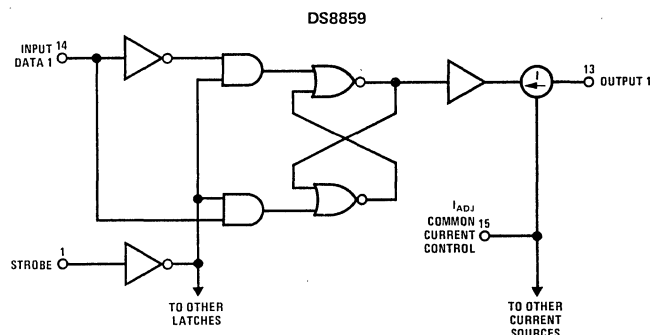 DS8859
INPUT 14
DATA 1
13
OUTPUT 1
I
I ADJ
COMMON
CURRENT 15
CONTROL
1
STROBE
TO OTHER
LATCHES
TO OTHER
CURRENT
SOURCES